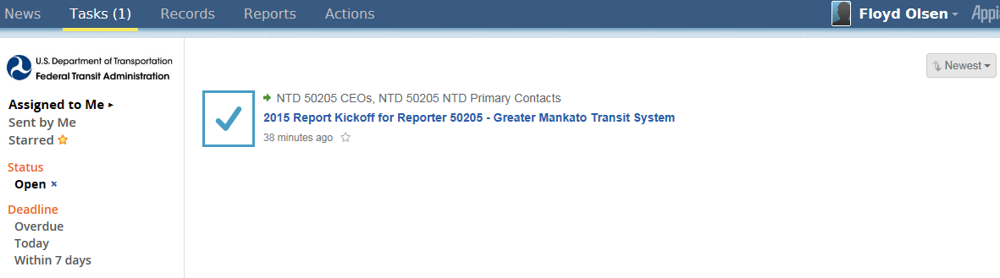 News Tasks (1) Records Reports Actions Floyd Olsen
U.S. Department of Transportation
Federal Transit Administration
Newest
Assigned to Me
Sent by Me
Starred
NTD 50205 CEOs, NTD 50205 NTD Primary Contacts
2015 Report Kickoff for Reporter 50205 - Greater Mankato Transit System
38 minutes ago
Status
Open ×
Deadline
Overdue
Today
Within 7 days